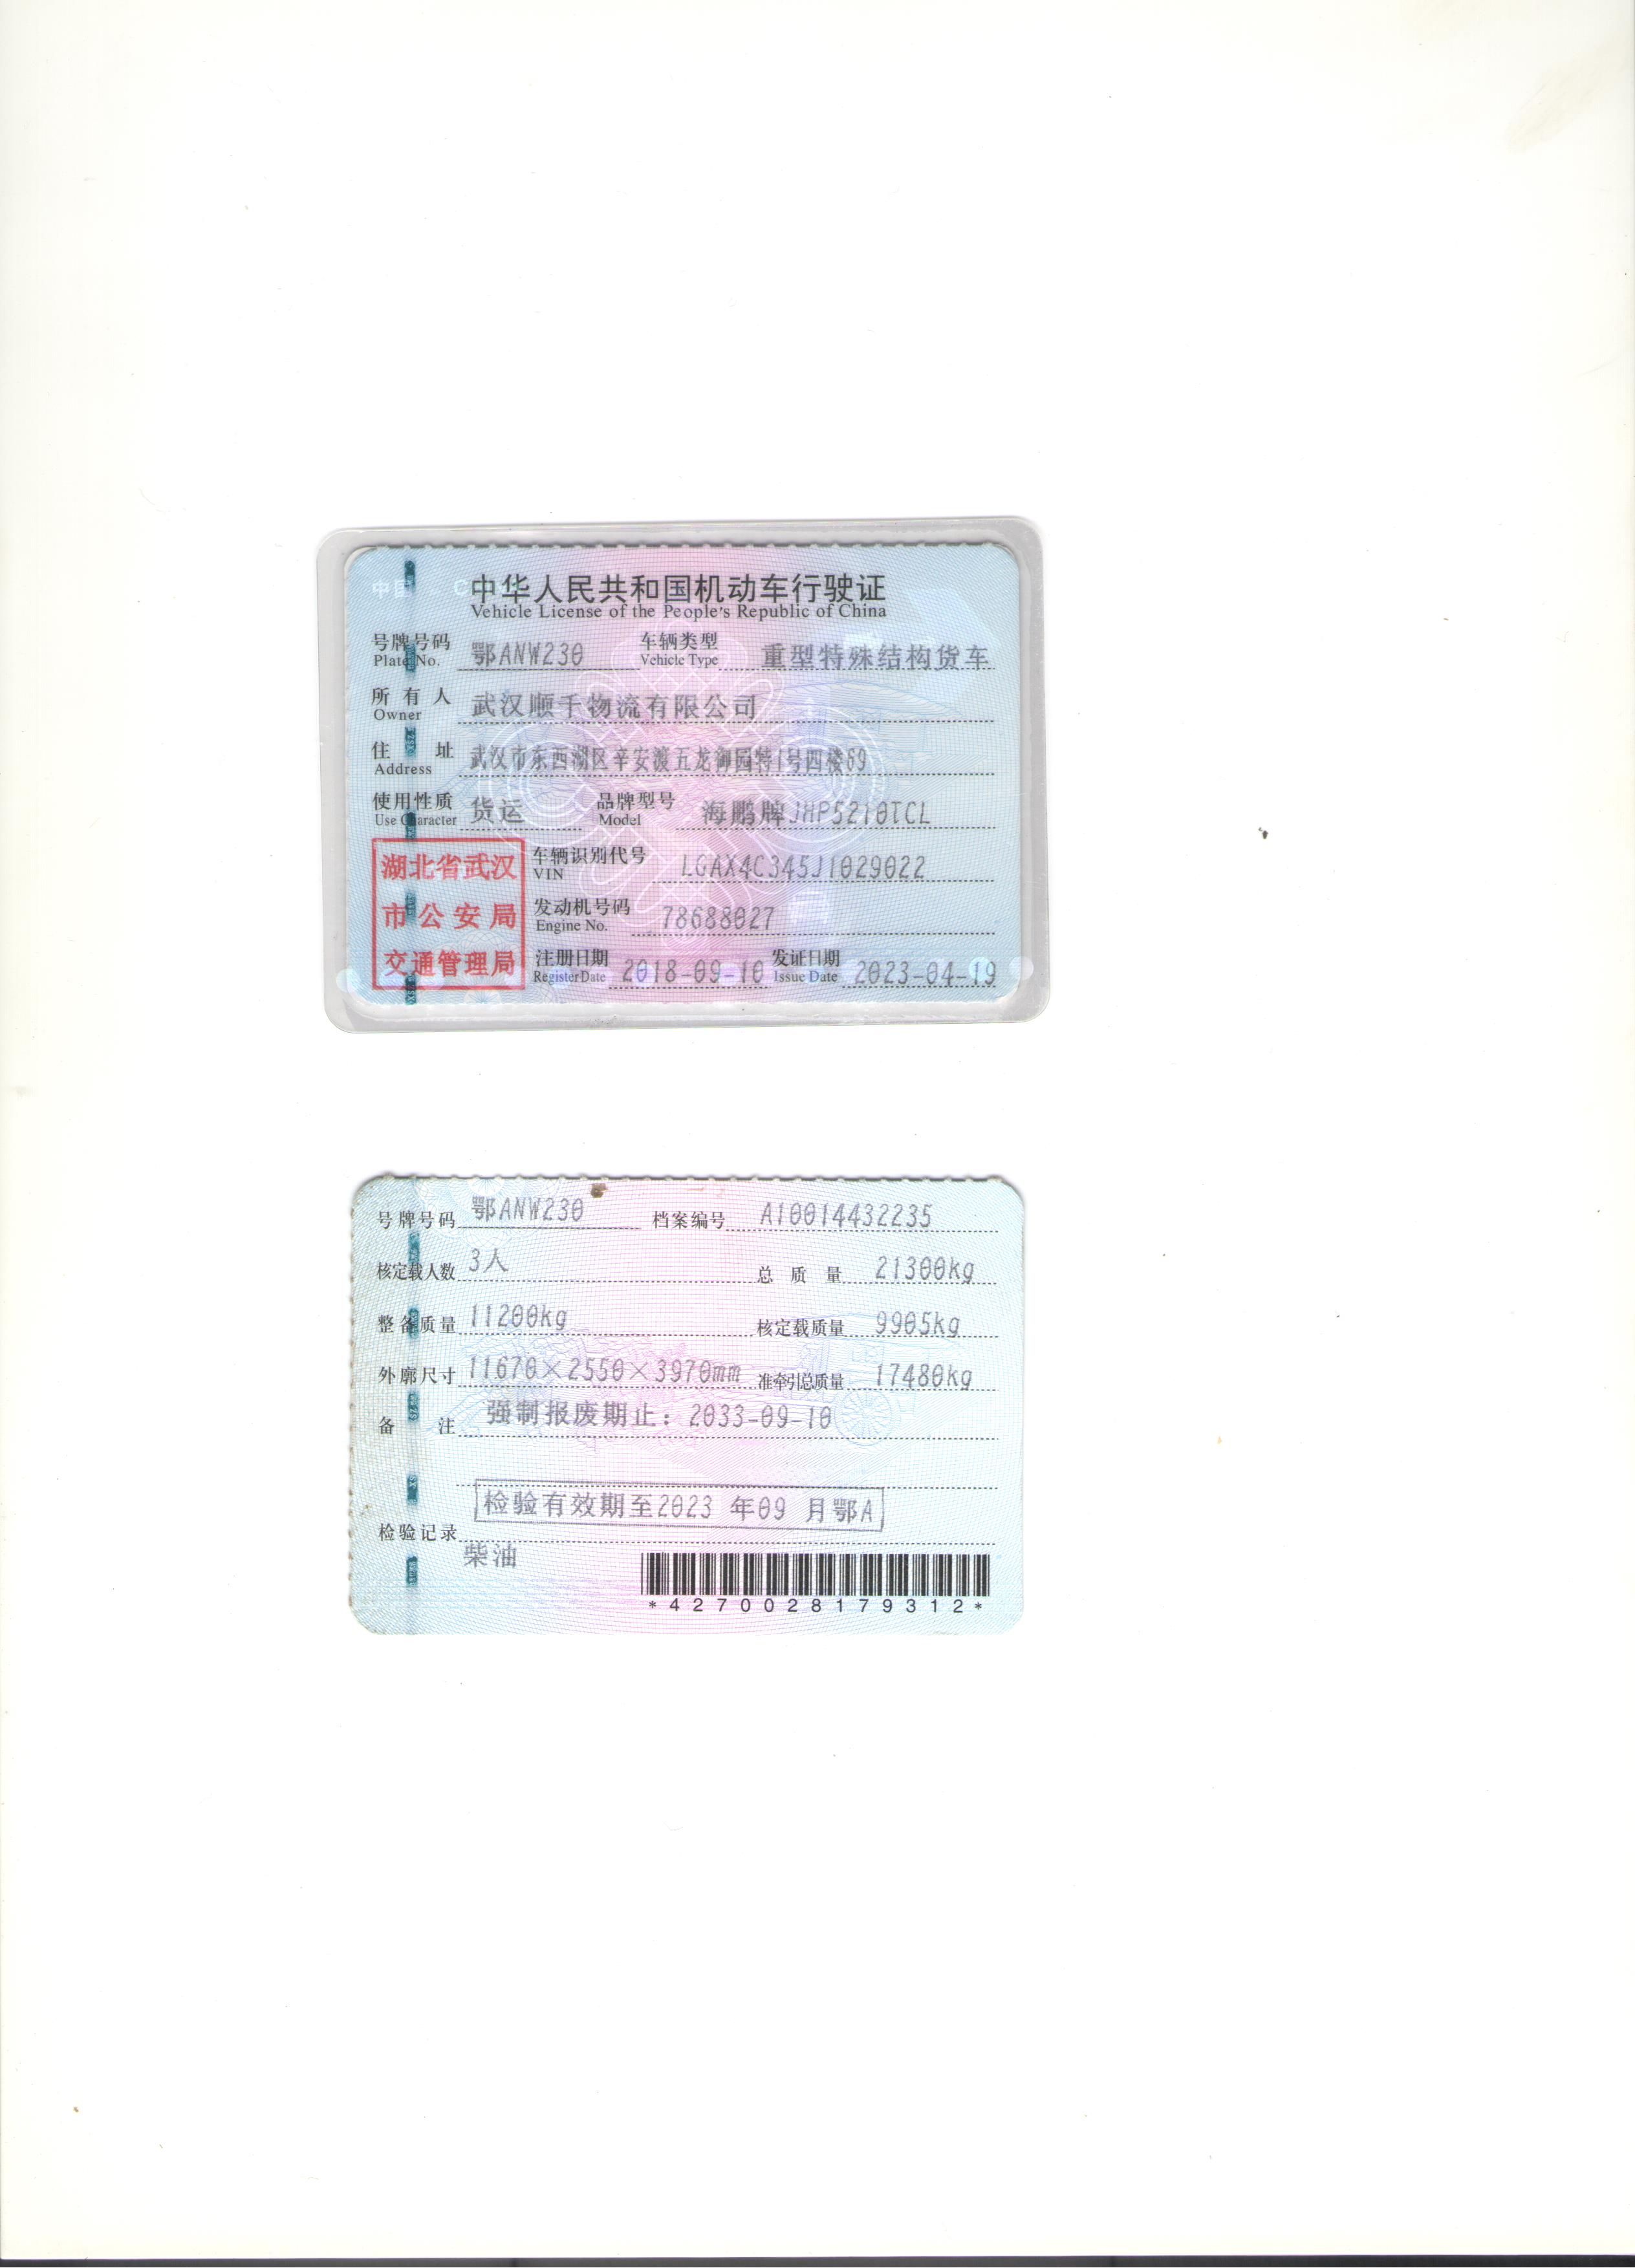 中华人民共和国机动车行驶证
Vehicle License of the People's Republic of China
号牌号码 鄂ANW230 车辆类型 重型特殊结构货车
Plate No. Vehicle Type
所有人 武汉顺手物流有限公司
Owner
住址 武汉市东西湖区辛安渡五龙御园特1号四楼69
Address
使用性质 货运 品牌型号 海鹏牌JHP5210TCL
Use Character Model
湖北省武汉
市公安局
交通管理局
车辆识别代号 LGAX4C345J1029022
VIN
发动机号码 78688027
Engine No.
注册日期 2018-09-10 发证日期 2023-04-19
Register Date Issue Date
号牌号码 鄂ANW230 档案编号 A10014432235
核定载人数 3人 总质量 21300kg
整备质量 11200kg 核定载质量 9905kg
外廓尺寸 11670×2550×3970mm 准牵引总质量 17480kg
备注 强制报废期止：2033-09-10
检验有效期至2023 年09 月鄂A
检验记录
柴油
*4270028179312*